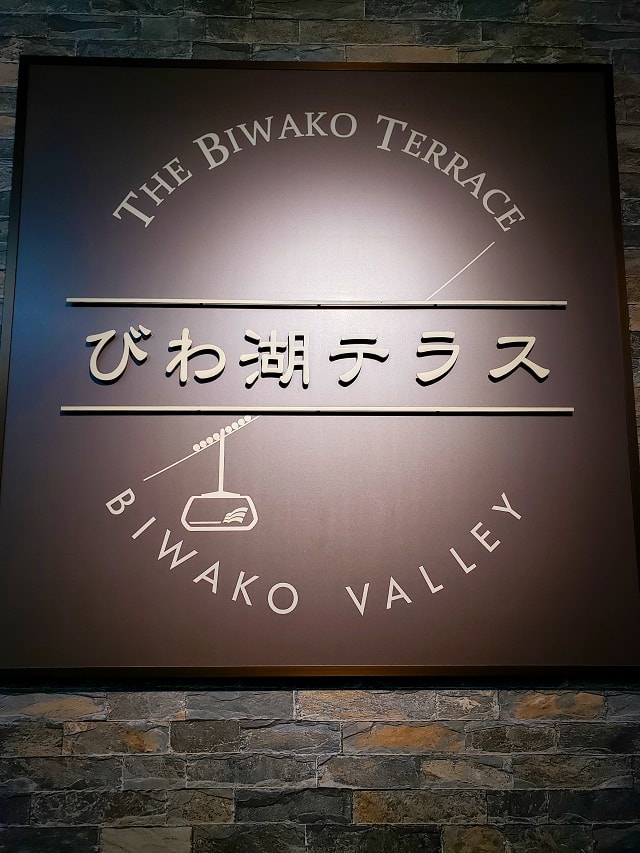 THE BIWAKO TERRACE
びわ湖テラス
BIWAKO VALLEY